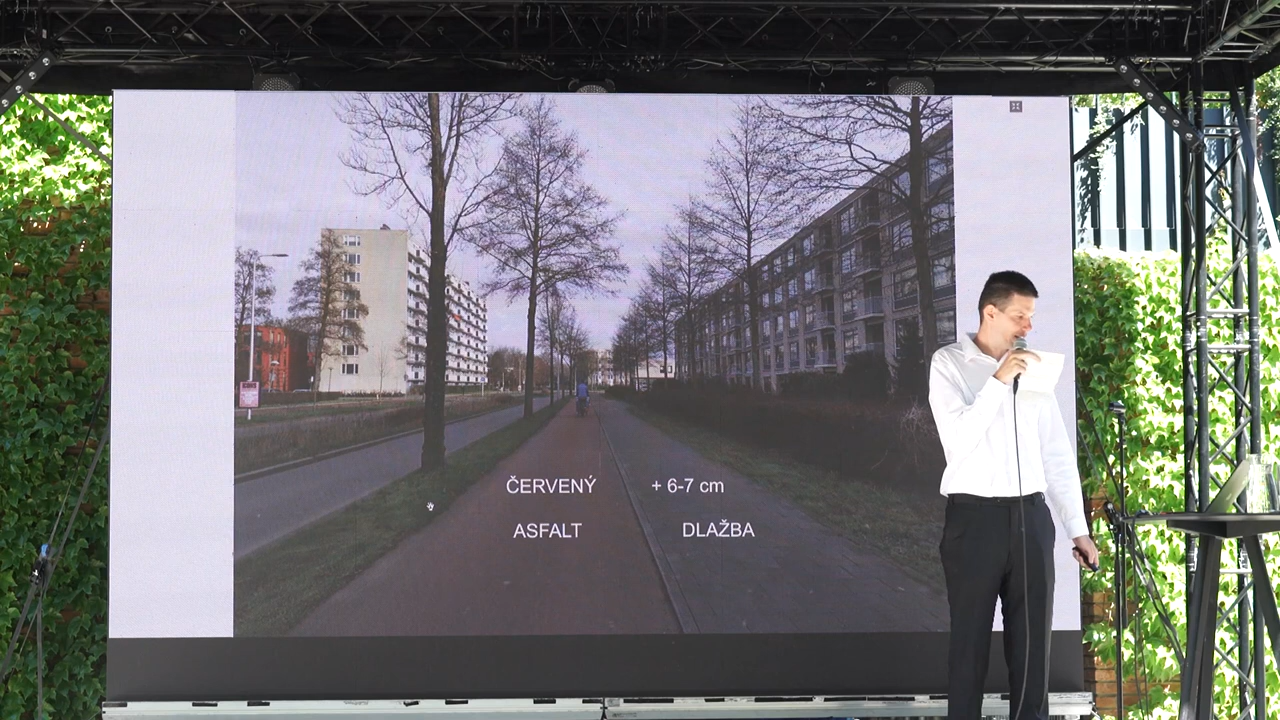 ČERVENÝ + 6-7 cm
ASFALT DLAŽBA